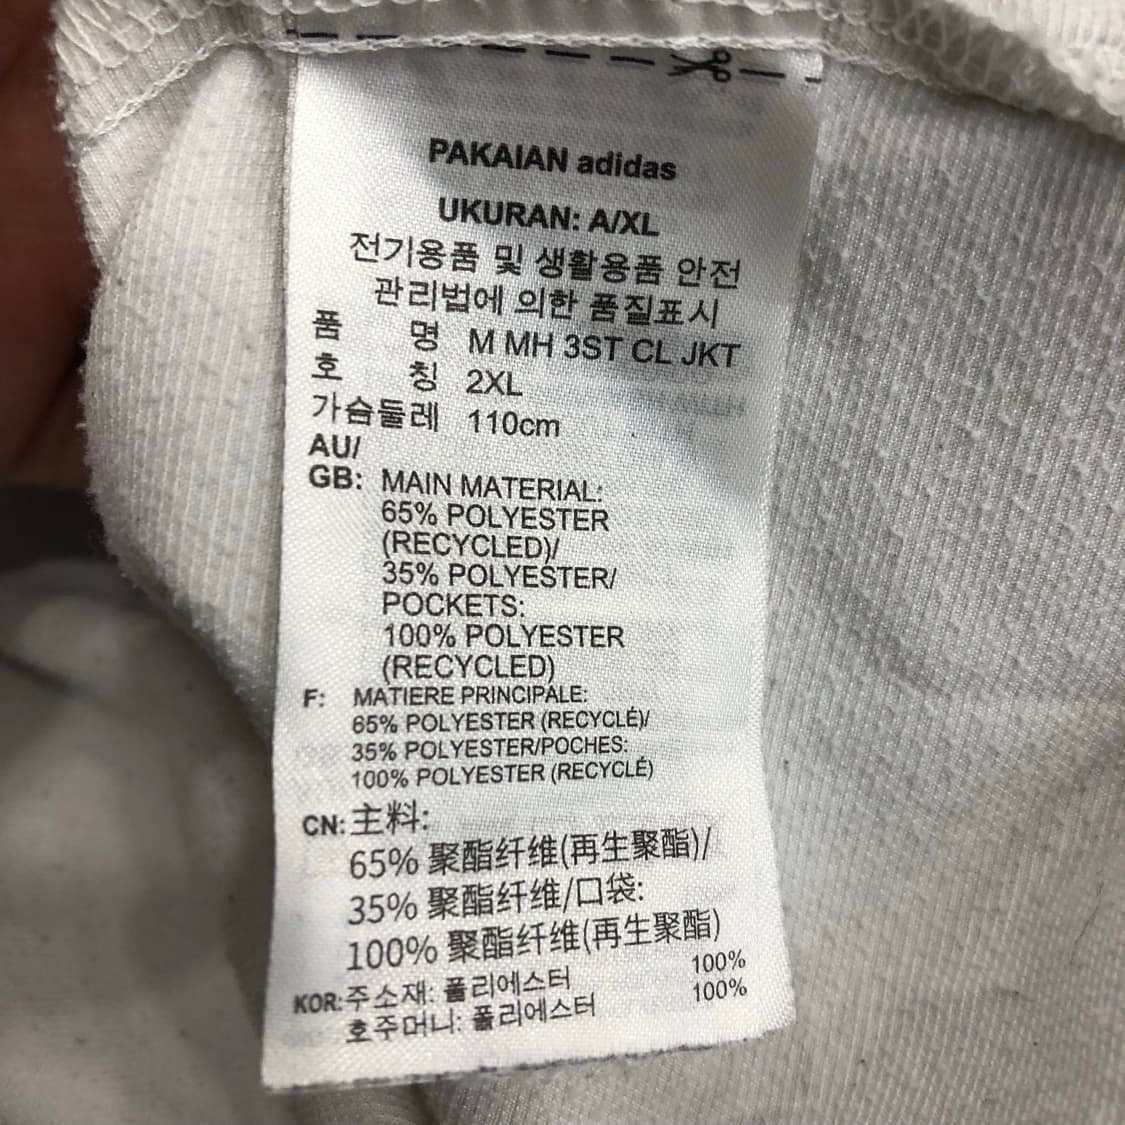 PAKAIAN adidas
UKURAN: A/XL
전기용품 및 생활용품 안전
관리법에 의한 품질표시
품 명 M MH 3ST CL JKT
호 칭 2XL
가슴둘레 110cm
AU/
GB: MAIN MATERIAL:
65% POLYESTER
(RECYCLED)/
35% POLYESTER/
POCKETS:
100% POLYESTER
(RECYCLED)
F: MATIERE PRINCIPALE:
65% POLYESTER (RECYCLÉ)/
35% POLYESTER/POCHES:
100% POLYESTER (RECYCLÉ)
CN: 主料:
65% 聚酯纤维(再生聚酯)/
35% 聚酯纤维/口袋:
100% 聚酯纤维(再生聚酯)
KOR: 주소재: 폴리에스터 100%
호주머니: 폴리에스터 100%